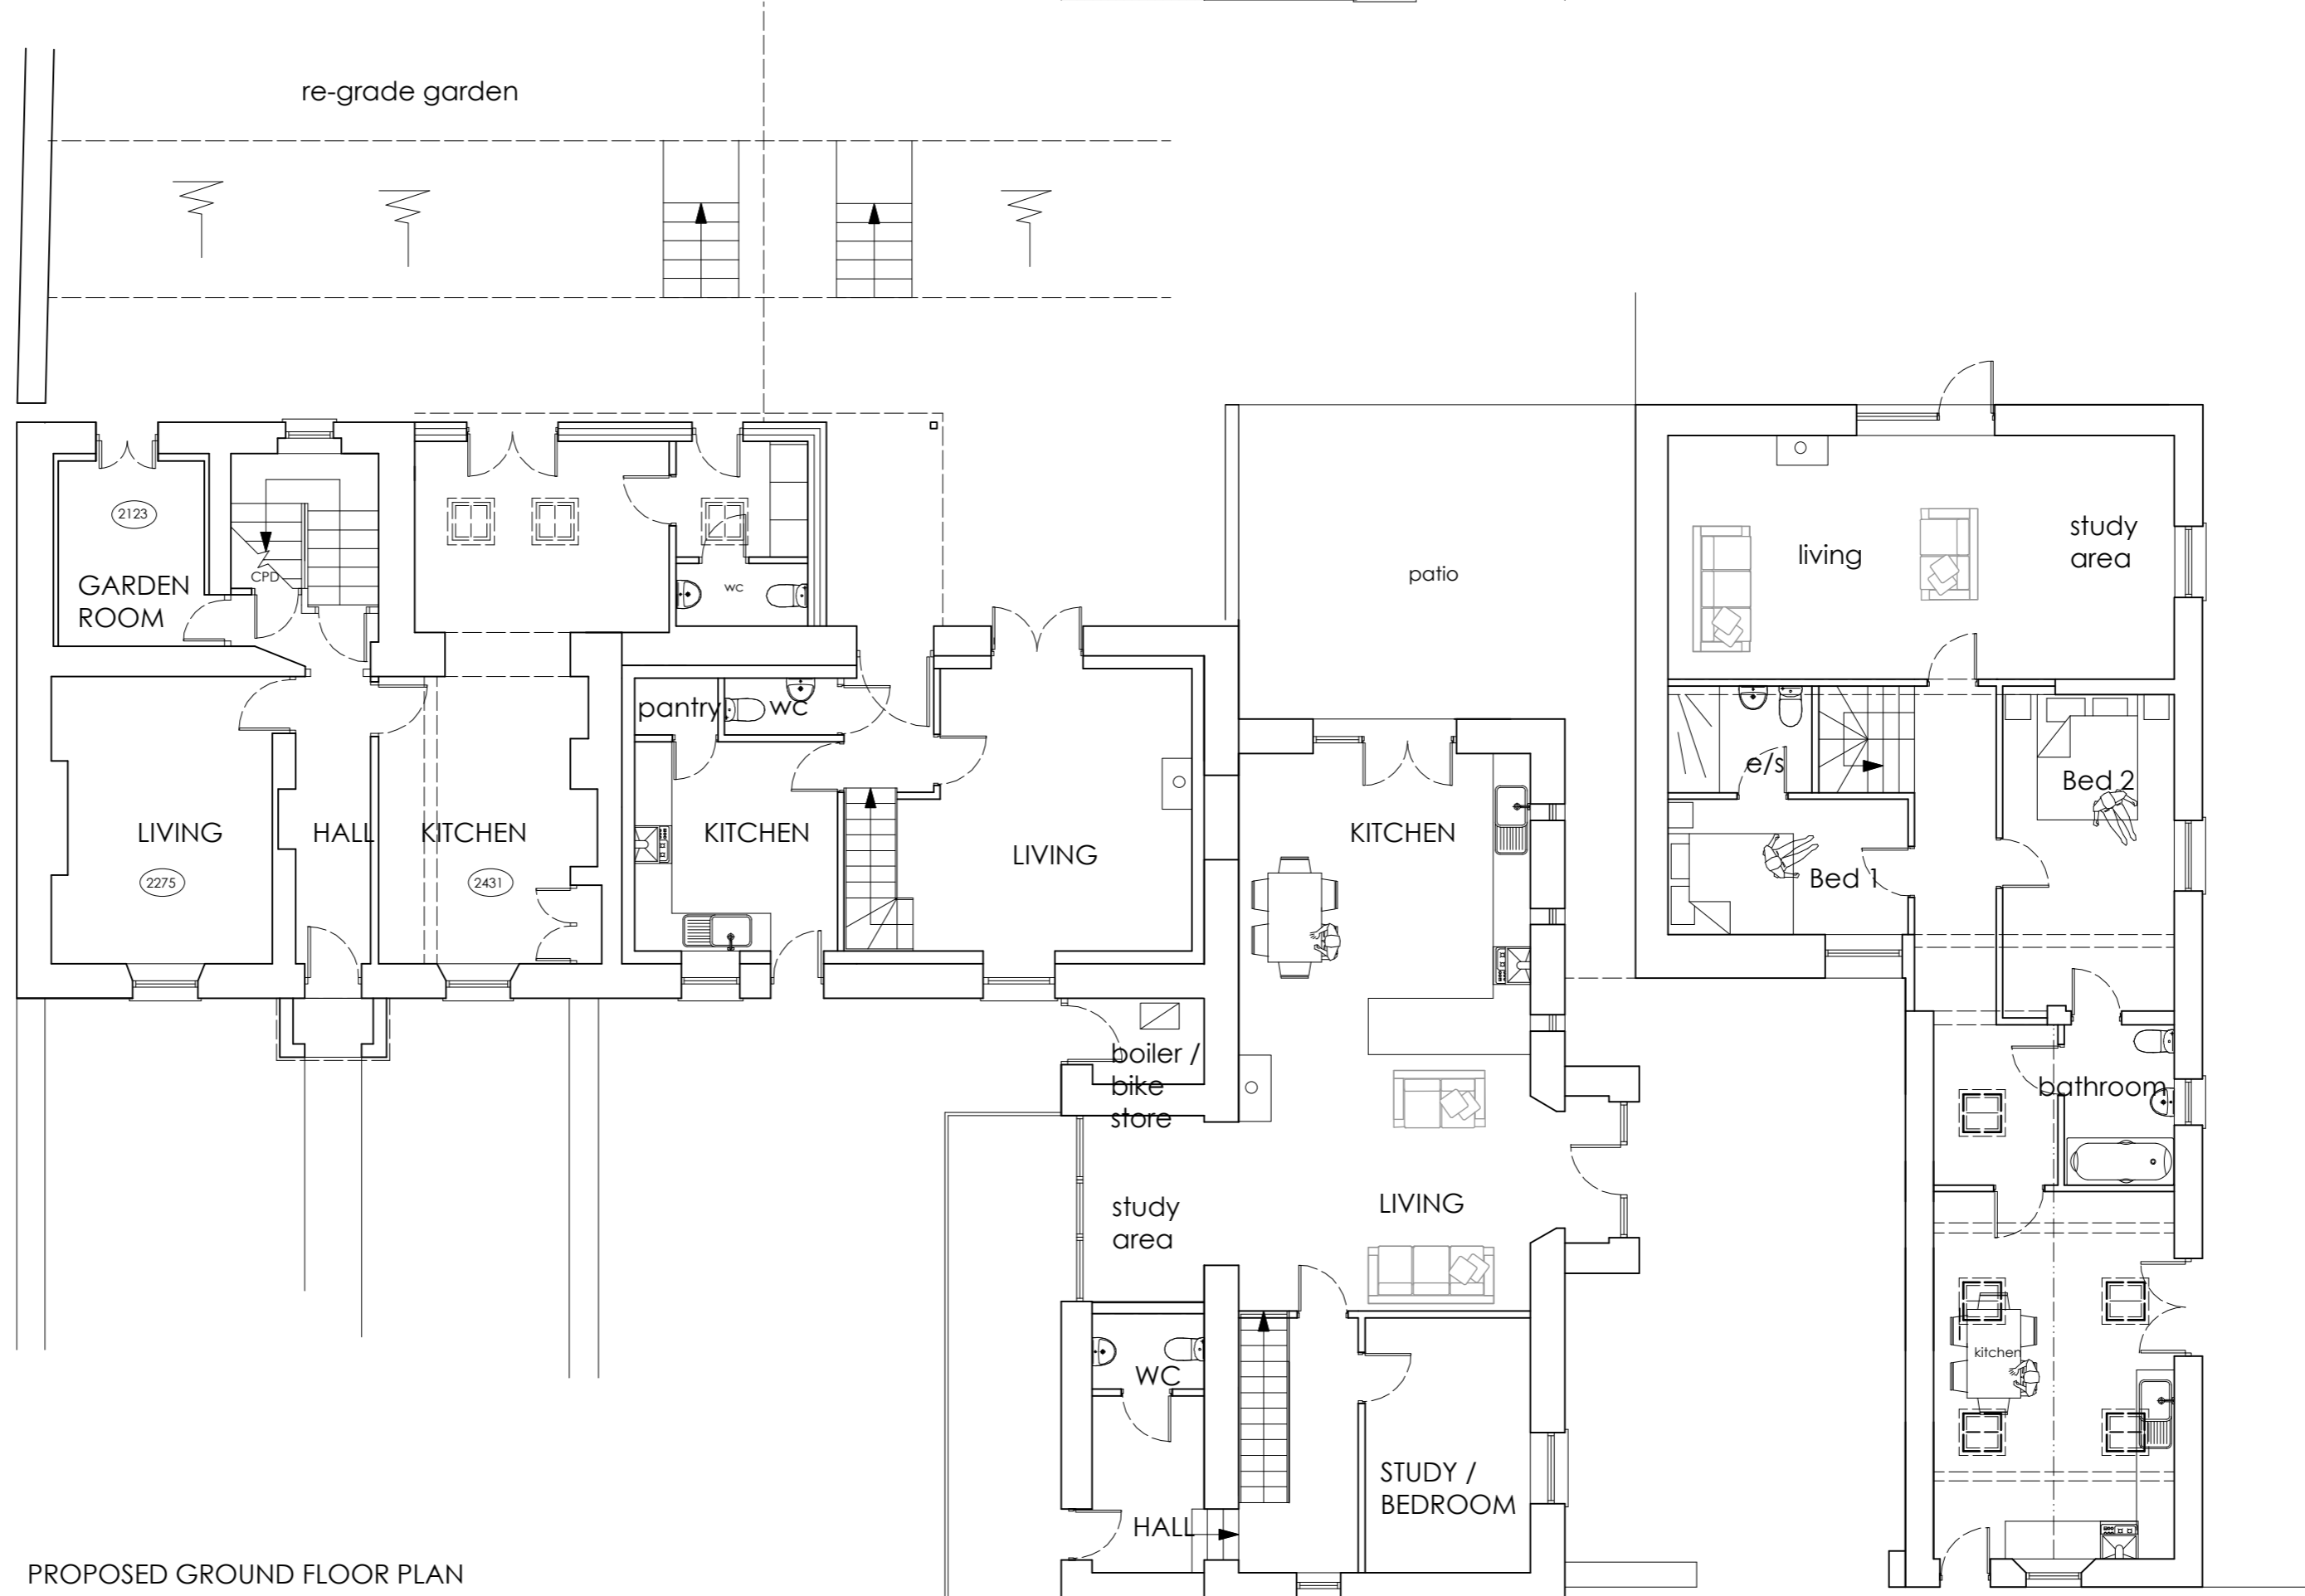 re-grade garden
2123
GARDEN
ROOM
CPD
wc
patio
living
study
area
pantry
wc
e/s
Bed 2
LIVING
HALL
KITCHEN
KITCHEN
LIVING
KITCHEN
2275
2431
Bed 1
boiler /
bike
store
bathroom
study
area
LIVING
kitchen
WC
STUDY /
BEDROOM
HALL
PROPOSED GROUND FLOOR PLAN